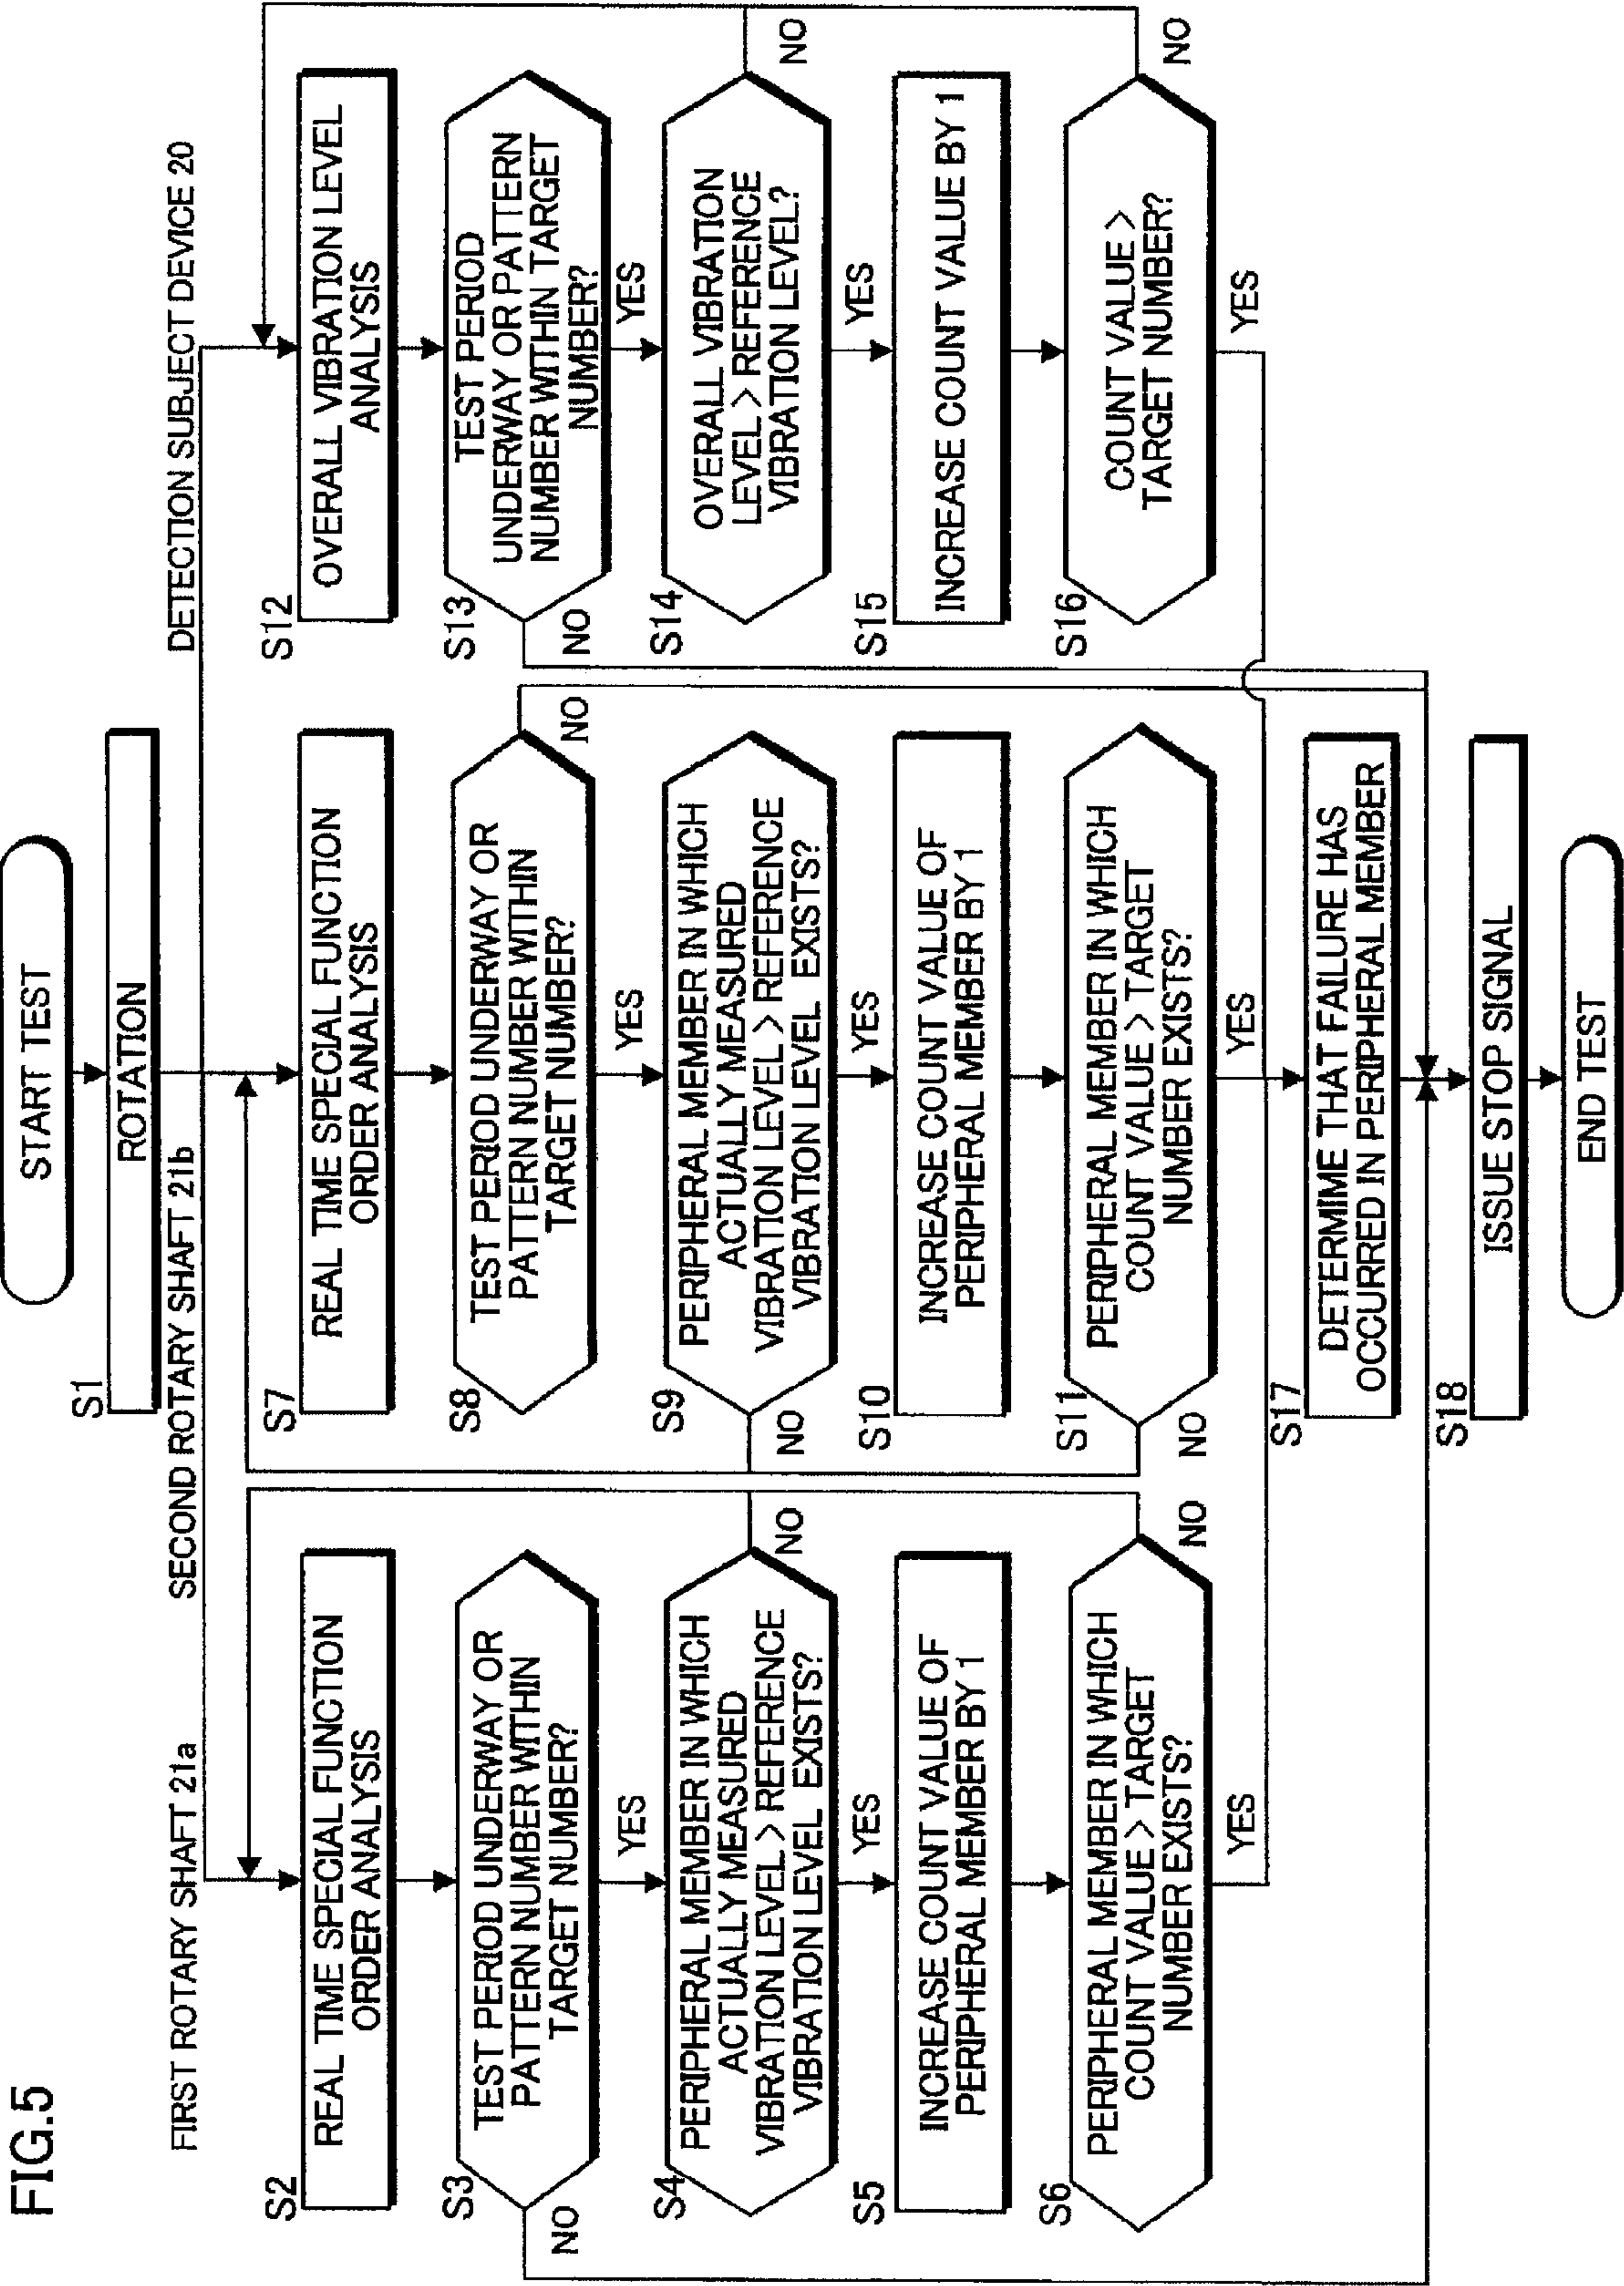 FIG.5
START TEST
S1
ROTATION
FIRST ROTARY SHAFT 21a
SECOND ROTARY SHAFT 21b
DETECTION SUBJECT DEVICE 20
S2
REAL TIME SPECIAL FUNCTION
ORDER ANALYSIS
S3
TEST PERIOD UNDERWAY OR
PATTERN NUMBER WITHIN
TARGET NUMBER?
NO
YES
S4
PERIPHERAL MEMBER IN WHICH
ACTUALLY MEASURED
VIBRATION LEVEL > REFERENCE
VIBRATION LEVEL EXISTS?
NO
YES
S5
INCREASE COUNT VALUE OF
PERIPHERAL MEMBER BY 1
S6
PERIPHERAL MEMBER IN WHICH
COUNT VALUE > TARGET
NUMBER EXISTS?
NO
YES
S7
REAL TIME SPECIAL FUNCTION
ORDER ANALYSIS
S8
TEST PERIOD UNDERWAY OR
PATTERN NUMBER WITHIN
TARGET NUMBER?
NO
YES
S9
PERIPHERAL MEMBER IN WHICH
ACTUALLY MEASURED
VIBRATION LEVEL > REFERENCE
VIBRATION LEVEL EXISTS?
NO
YES
S10
INCREASE COUNT VALUE OF
PERIPHERAL MEMBER BY 1
S11
PERIPHERAL MEMBER IN WHICH
COUNT VALUE > TARGET
NUMBER EXISTS?
NO
YES
S12
OVERALL VIBRATION LEVEL
ANALYSIS
S13
TEST PERIOD
UNDERWAY OR PATTERN
NUMBER WITHIN TARGET
NUMBER?
NO
YES
S14
OVERALL VIBRATION
LEVEL > REFERENCE
VIBRATION LEVEL?
NO
YES
S15
INCREASE COUNT VALUE BY 1
S16
COUNT VALUE >
TARGET NUMBER?
NO
YES
S17
DETERMIME THAT FAILURE HAS
OCCURRED IN PERIPHERAL MEMBER
S18
ISSUE STOP SIGNAL
END TEST